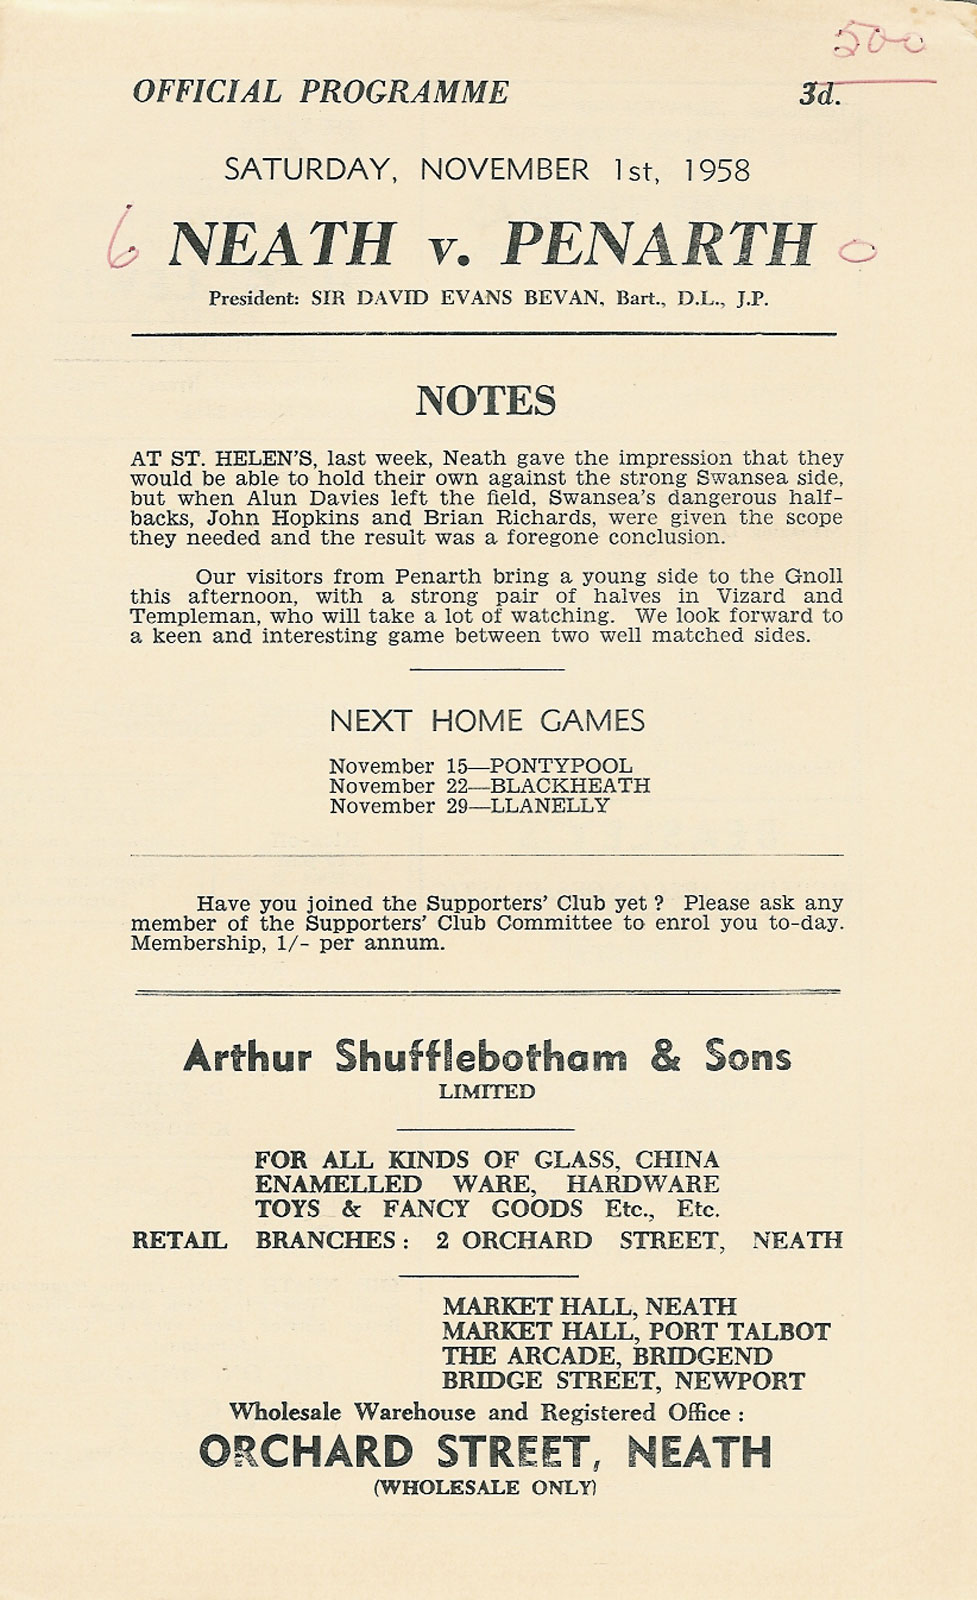 500
OFFICIAL PROGRAMME 3d.
SATURDAY, NOVEMBER 1st, 1958
6 NEATH v. PENARTH 0
President: SIR DAVID EVANS BEVAN, Bart., D.L., J.P.
NOTES
AT ST. HELEN'S, last week, Neath gave the impression that they
would be able to hold their own against the strong Swansea side,
but when Alun Davies left the field, Swansea's dangerous half-
backs, John Hopkins and Brian Richards, were given the scope
they needed and the result was a foregone conclusion.
Our visitors from Penarth bring a young side to the Gnoll
this afternoon, with a strong pair of halves in Vizard and
Templeman, who will take a lot of watching. We look forward to
a keen and interesting game between two well matched sides.
NEXT HOME GAMES
November 15—PONTYPOOL
November 22—BLACKHEATH
November 29—LLANELLY
Have you joined the Supporters' Club yet ? Please ask any
member of the Supporters' Club Committee to enrol you to-day.
Membership, 1/- per annum.
Arthur Shufflebotham & Sons
LIMITED
FOR ALL KINDS OF GLASS, CHINA
ENAMELLED WARE, HARDWARE
TOYS & FANCY GOODS Etc., Etc.
RETAIL BRANCHES : 2 ORCHARD STREET, NEATH
MARKET HALL, NEATH
MARKET HALL, PORT TALBOT
THE ARCADE, BRIDGEND
BRIDGE STREET, NEWPORT
Wholesale Warehouse and Registered Office :
ORCHARD STREET, NEATH
(WHOLESALE ONLY)